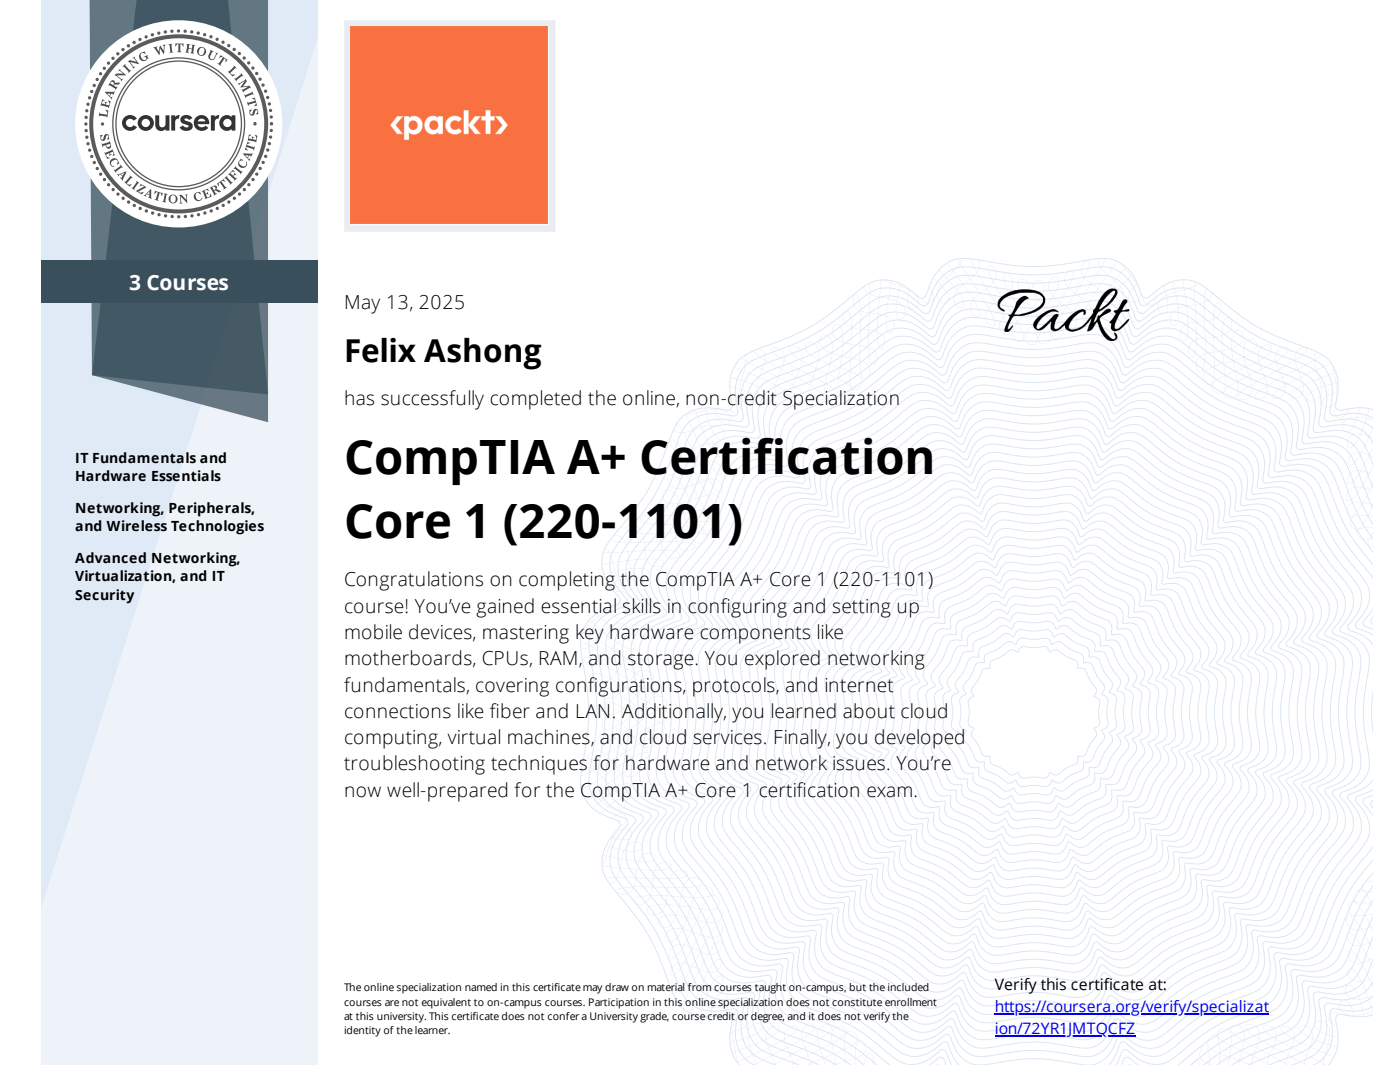 LEARNING WITHOUT LIMITS
coursera
SPECIALIZATION CERTIFICATE
3 Courses
IT Fundamentals and
Hardware Essentials
Networking, Peripherals,
and Wireless Technologies
Advanced Networking,
Virtualization, and IT
Security
<packt>
May 13, 2025
Packt
Felix Ashong
has successfully completed the online, non-credit Specialization
CompTIA A+ Certification
Core 1 (220-1101)
Congratulations on completing the CompTIA A+ Core 1 (220-1101)
course! You’ve gained essential skills in configuring and setting up
mobile devices, mastering key hardware components like
motherboards, CPUs, RAM, and storage. You explored networking
fundamentals, covering configurations, protocols, and internet
connections like fiber and LAN. Additionally, you learned about cloud
computing, virtual machines, and cloud services. Finally, you developed
troubleshooting techniques for hardware and network issues. You’re
now well-prepared for the CompTIA A+ Core 1 certification exam.
The online specialization named in this certificate may draw on material from courses taught on-campus, but the included
courses are not equivalent to on-campus courses. Participation in this online specialization does not constitute enrollment
at this university. This certificate does not confer a University grade, course credit or degree, and it does not verify the
identity of the learner.
Verify this certificate at:
https://coursera.org/verify/specializat
ion/72YR1JMTQCFZ